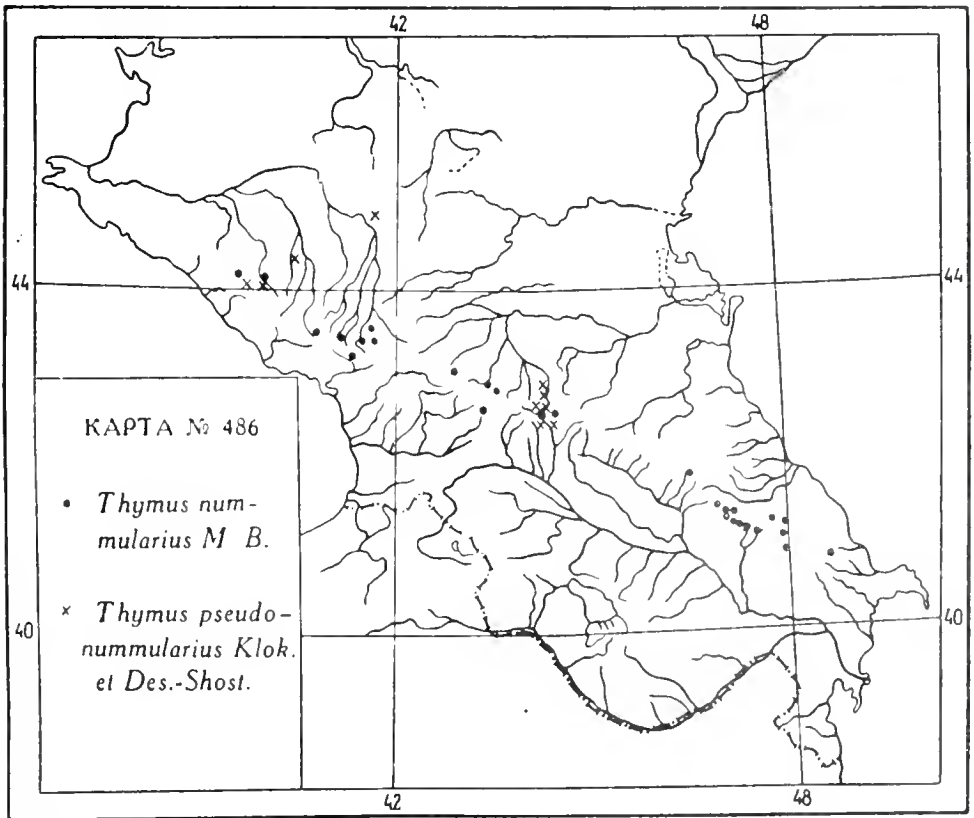 42 48
44 44
КАРТА № 486
• Thymus num-
mularius M B.
× Thymus pseudo-
nummularius Klok.
et Des.-Shost.
40 40
42 48